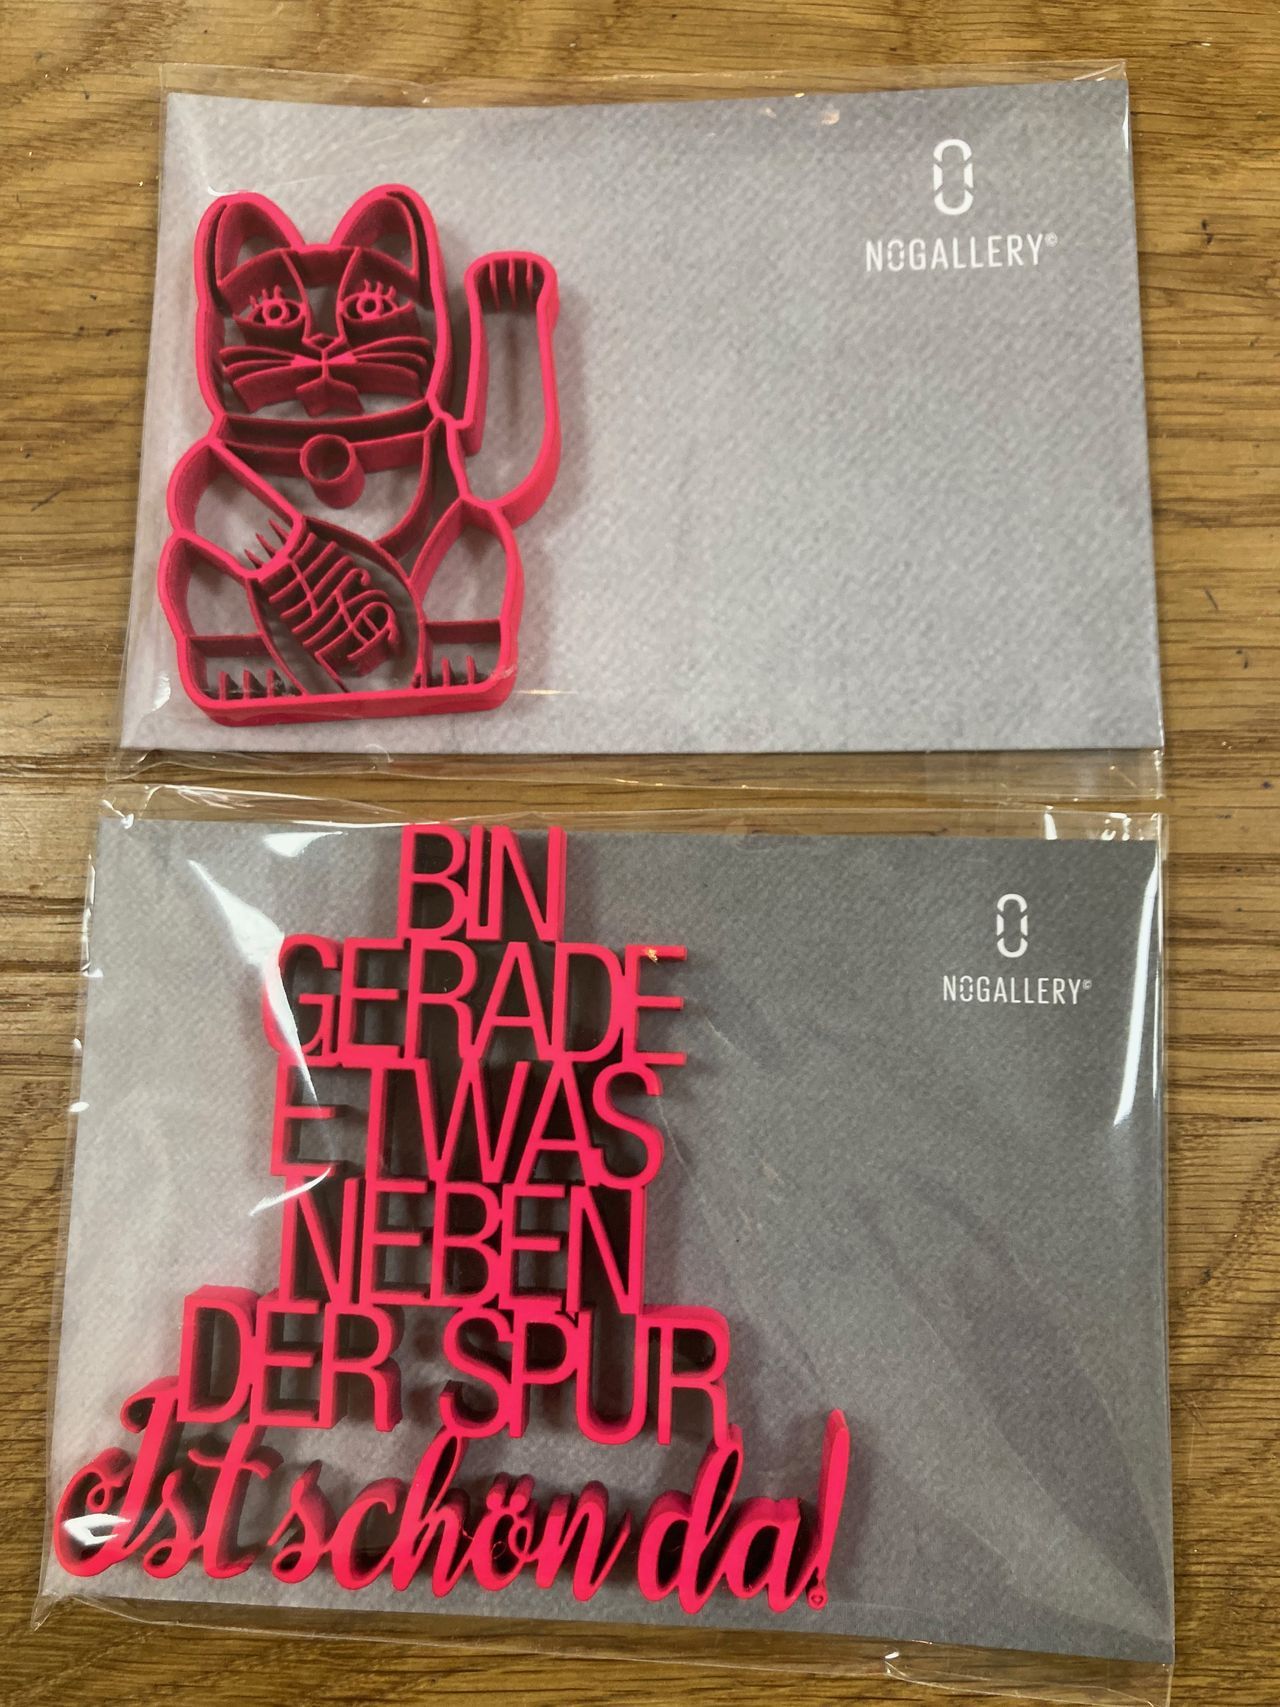 NOGALLERY©
BIN
GERADE
ETWAS
NEBEN
DER SPUR
Ist schön da!
NOGALLERY©